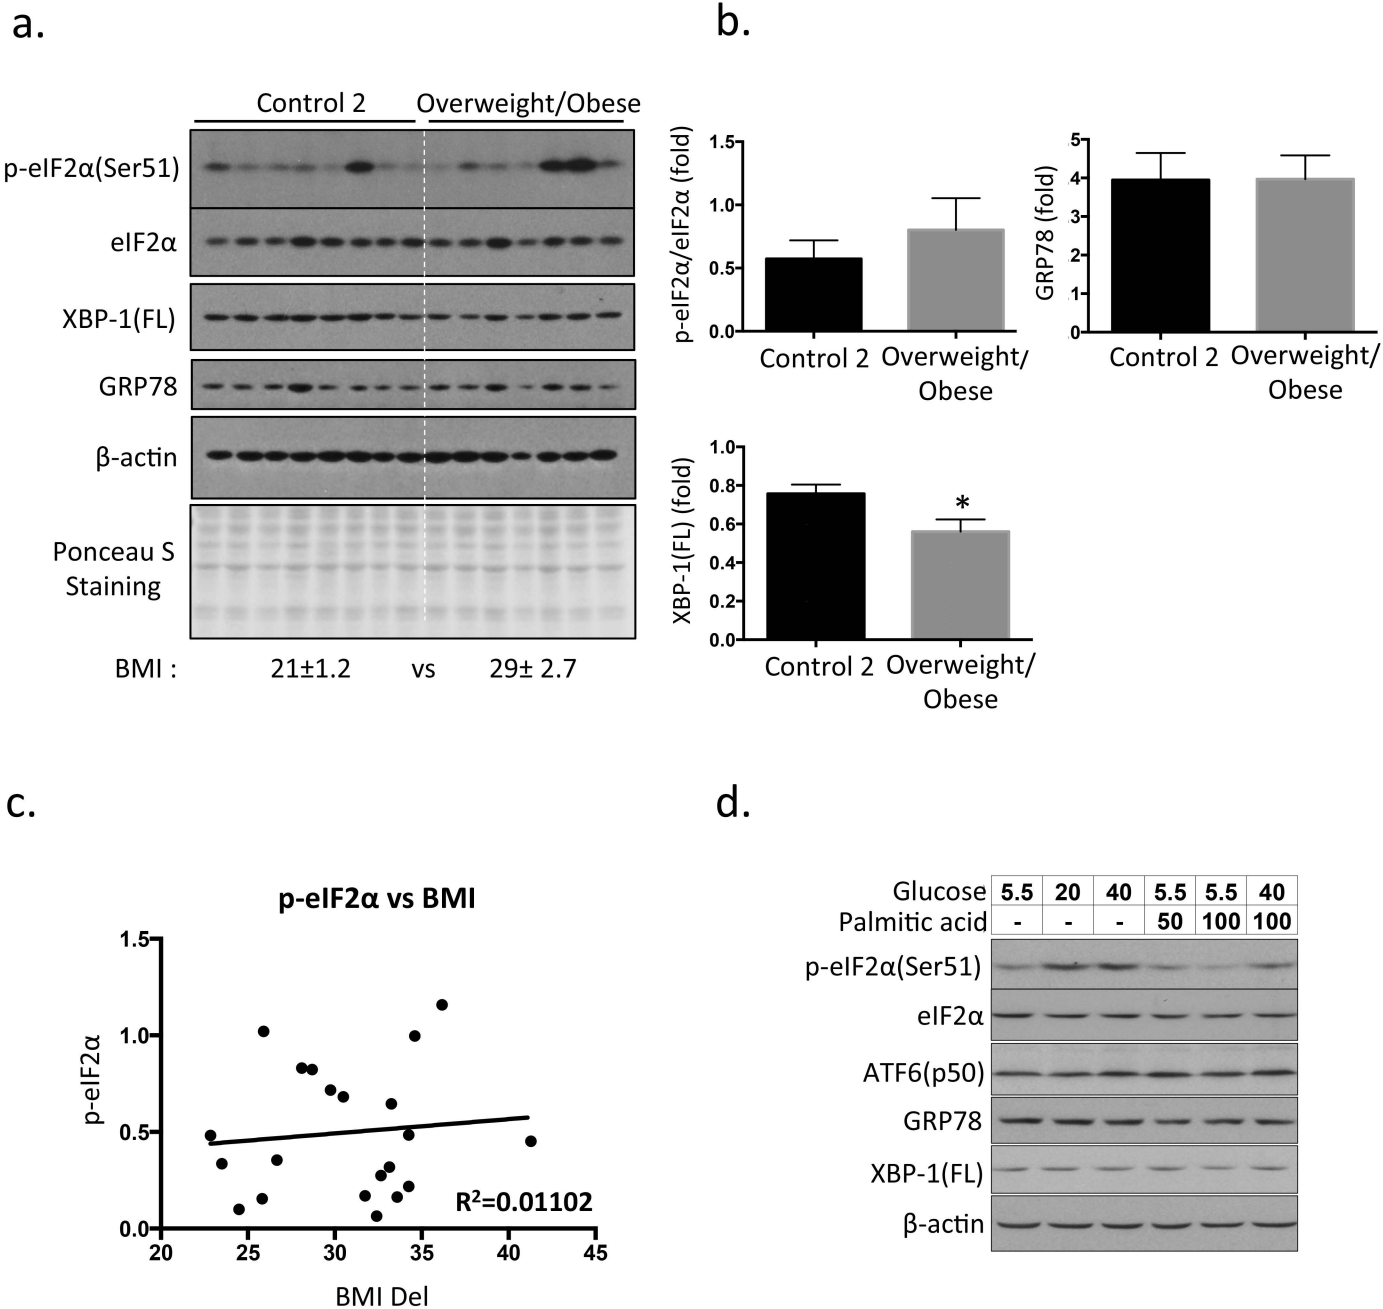 a.
Control 2 Overweight/Obese
p-eIF2α(Ser51)
eIF2α
XBP-1(FL)
GRP78
β-actin
Ponceau S
Staining
BMI : 21±1.2 vs 29± 2.7
b.
p-eIF2α/eIF2α (fold)
1.5
1.0
0.5
0.0
Control 2 Overweight/
Obese
GRP78 (fold)
5
4
3
2
1
0
Control 2 Overweight/
Obese
XBP-1(FL) (fold)
1.0
0.8
0.6
0.4
0.2
0.0
*
Control 2 Overweight/
Obese
c.
p-eIF2α vs BMI
p-eIF2α
1.5
1.0
0.5
0.0
R²=0.01102
20 25 30 35 40 45
BMI Del
d.
Glucose 5.5 20 40 5.5 5.5 40
Palmitic acid - - - 50 100 100
p-eIF2α(Ser51)
eIF2α
ATF6(p50)
GRP78
XBP-1(FL)
β-actin